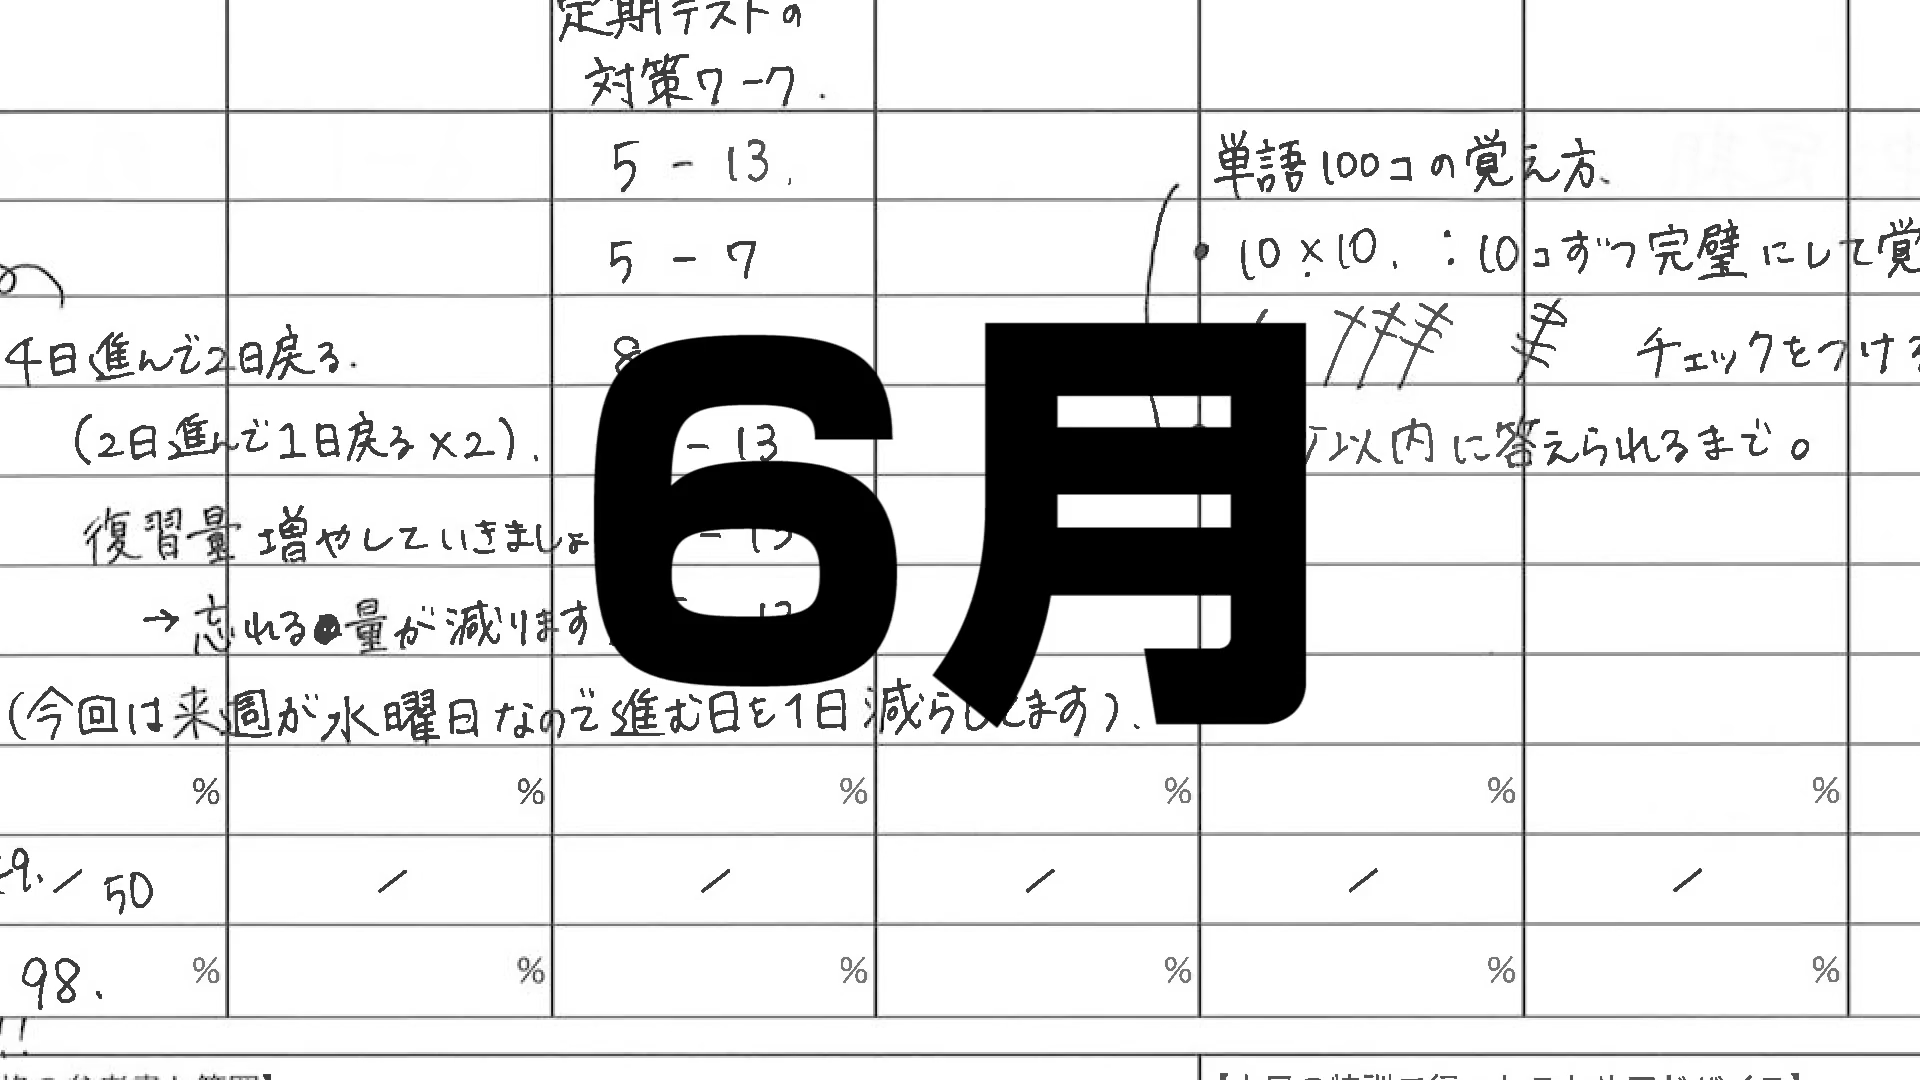 定期テストの
対策ワーク.
5 - 13.
5 - 7
8
- 13
- 13
単語100コの覚え方.
・10×10. : 10コずつ完璧にして覚
チェックをつける
以内に答えられるまで。
4日進んで2日戻る.
(2日進んで1日戻る×2).
復習量増やしていきましょ
→忘れる量が減ります
(今回は来週が水曜日なので進む日を1日減らしてます).
6月
% % % % % %
9. / 50 / / / / /
98. % % % % % %